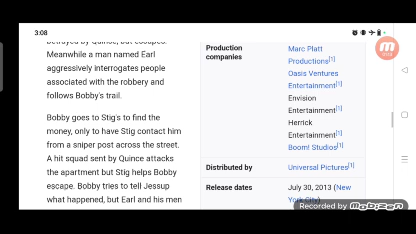 3:08
betrayed by Quince, but escapes.
Meanwhile a man named Earl
aggressively interrogates people
associated with the robbery and
follows Bobby's trail.
Bobby goes to Stig's to find the
money, only to have Stig contact him
from a sniper post across the street.
A hit squad sent by Quince attacks
the apartment but Stig helps Bobby
escape. Bobby tries to tell Jessup
what happened, but Earl and his men
Production
companies
Marc Platt
Productions[1]
Oasis Ventures
Entertainment[1]
Envision
Entertainment[1]
Herrick
Entertainment[1]
Boom! Studios[1]
Distributed by
Universal Pictures[1]
Release dates
July 30, 2013 (New
York City)
Recorded by Mobizen